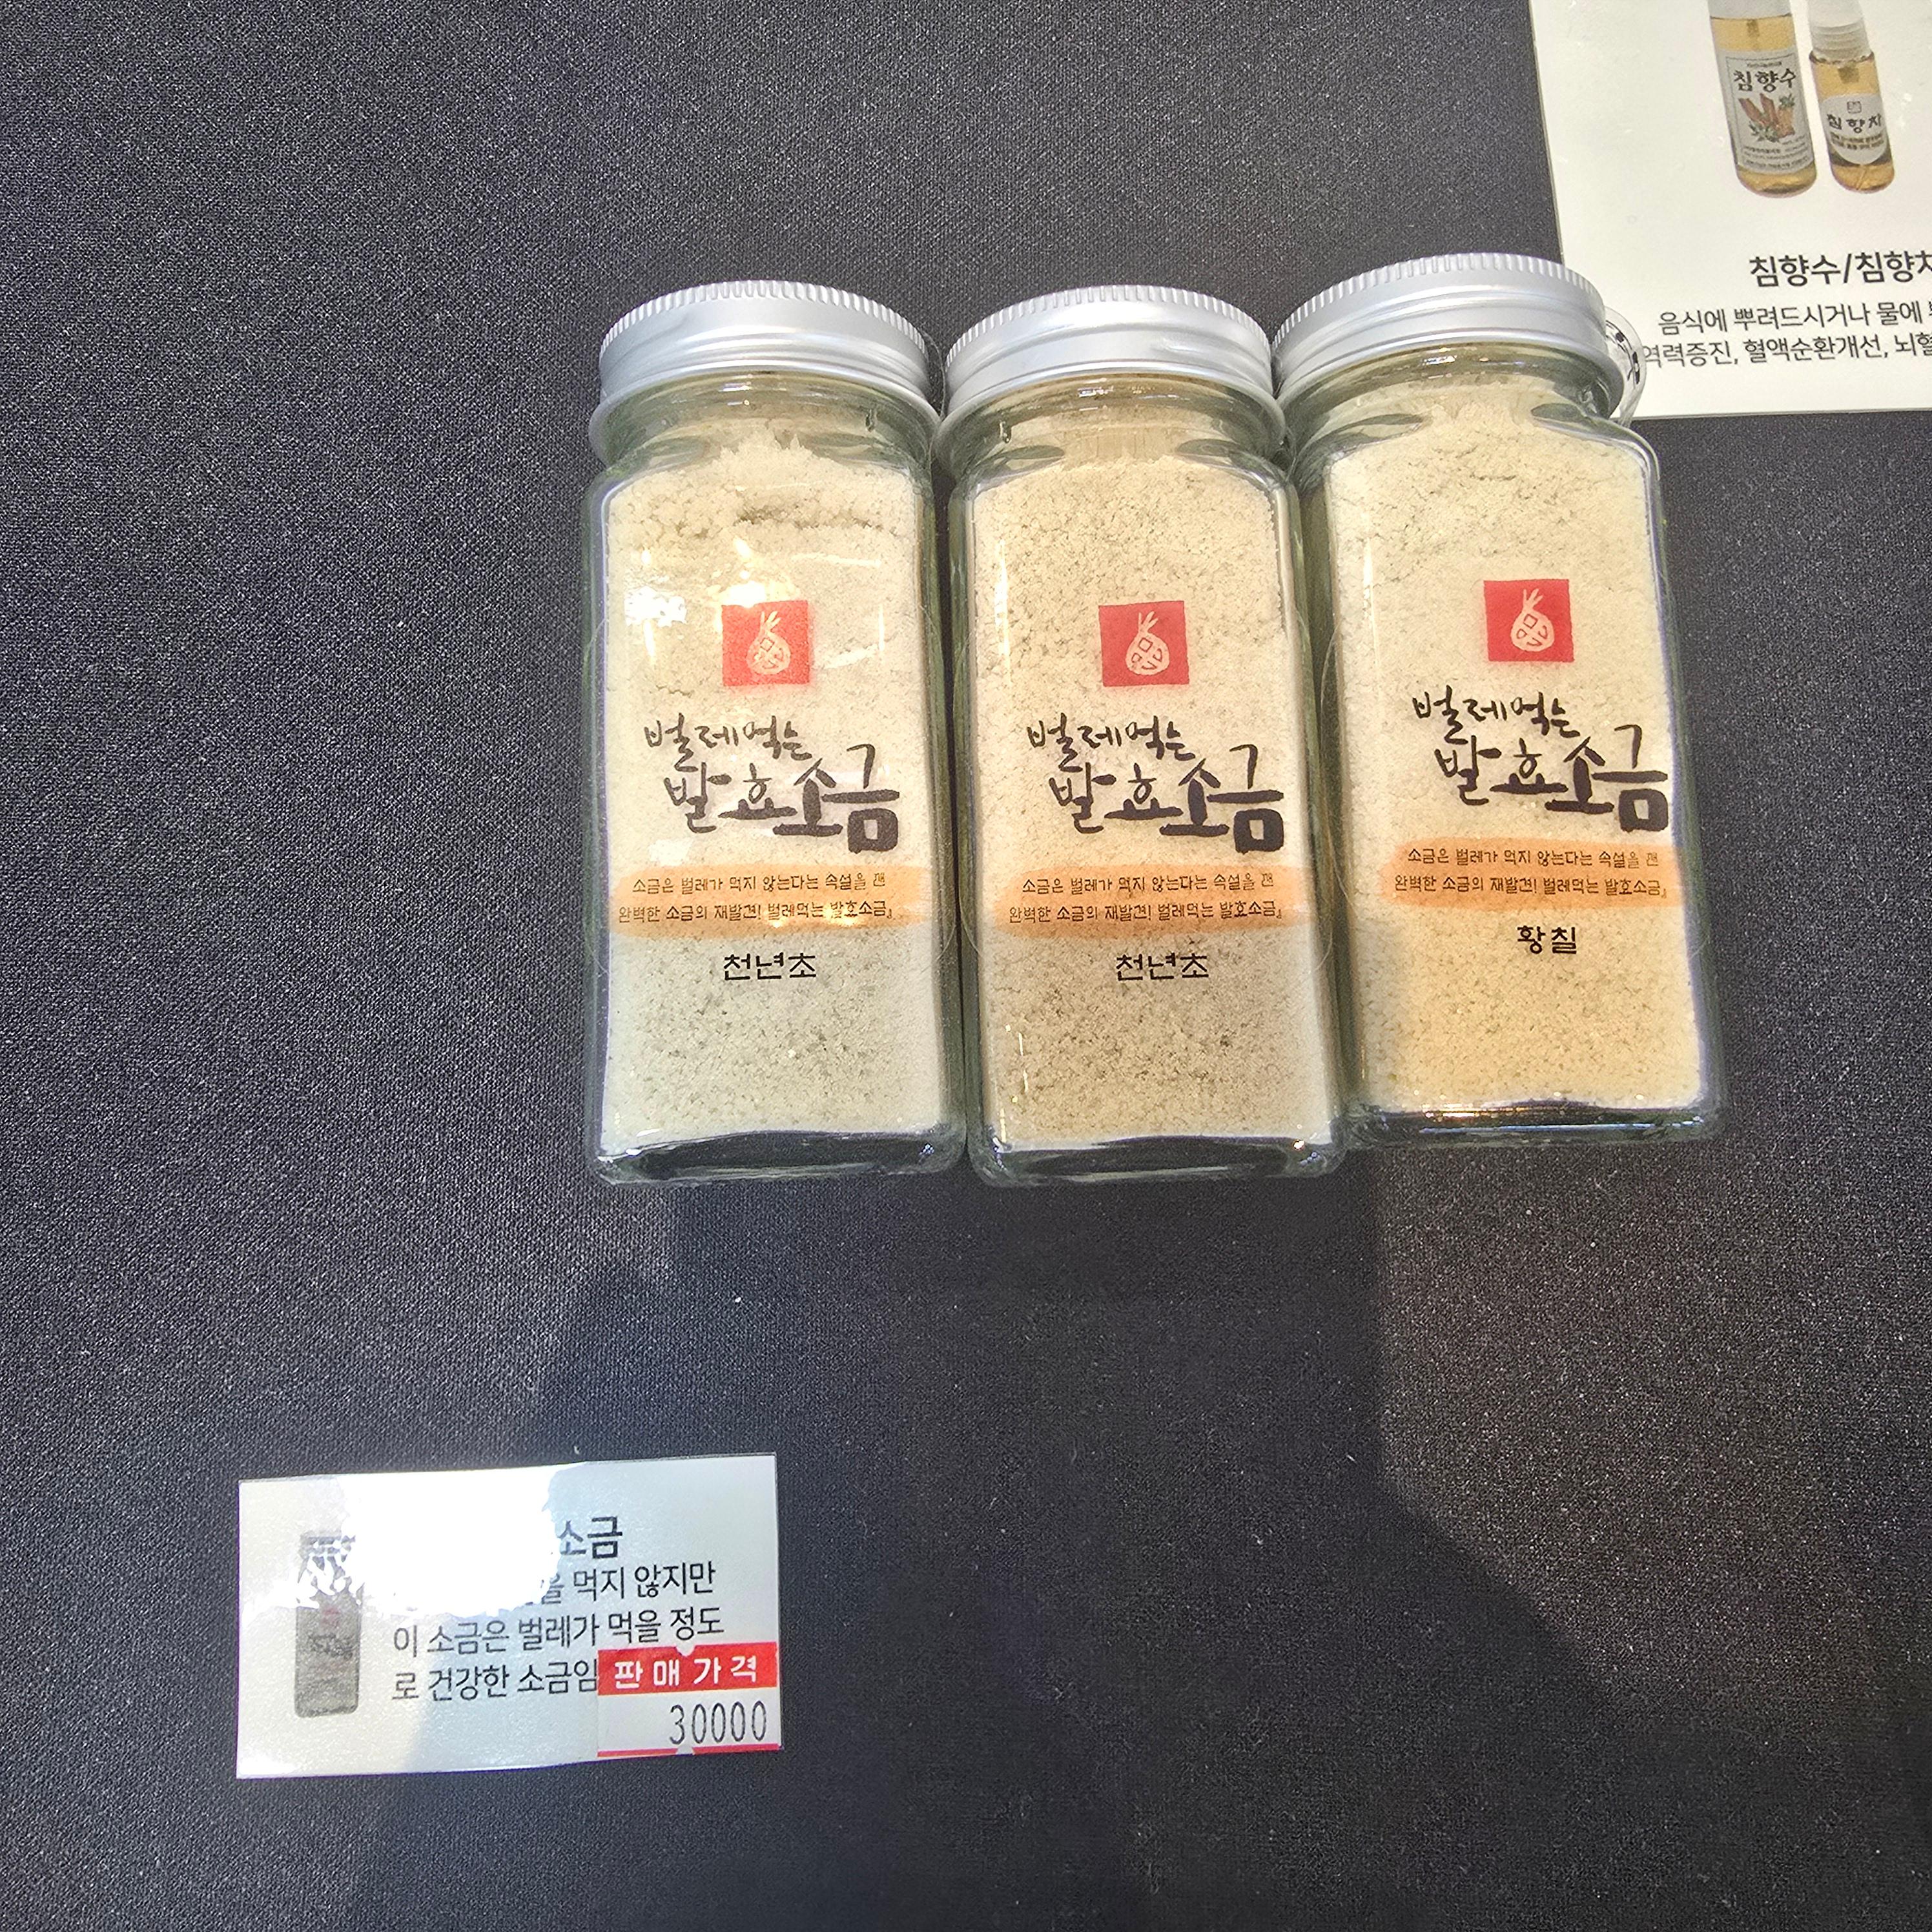 침향수
침향차
침향수/침향차
음식에 뿌려드시거나 물에
역력증진, 혈액순환개선, 뇌혈
벌레먹는
발효소금
소금은 벌레가 먹지 않는다는 속설을 깬
완벽한 소금의 재발견! 벌레먹는 발효소금』
천년초
벌레먹는
발효소금
소금은 벌레가 먹지 않는다는 속설을 깬
완벽한 소금의 재발견! 벌레먹는 발효소금』
천년초
벌레먹는
발효소금
소금은 벌레가 먹지 않는다는 속설을 깬
완벽한 소금의 재발견! 벌레먹는 발효소금』
황칠
소금
을 먹지 않지만
이 소금은 벌레가 먹을 정도
로 건강한 소금임
판매가격
30000